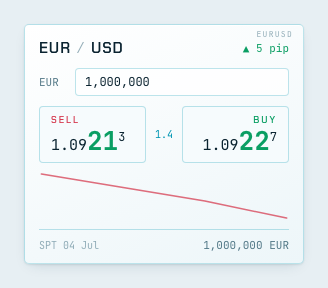 EURUSD
EUR / USD
▲ 5 pip
EUR 1,000,000
SELL
1.09213
1.4
BUY
1.09227
SPT 04 Jul
1,000,000 EUR